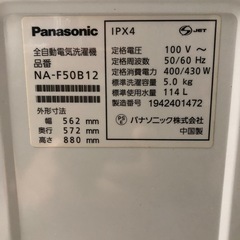 Panasonic
IPX4
S-JET
全自動電気洗濯機
品番
NA-F50B12
外形寸法
幅 562 mm
奥行 572 mm
高さ 880 mm
定格電圧 100 V ～
定格周波数 50/60 Hz
定格消費電力 400/430 W
標準洗濯容量 5.0 kg
標準使用水量 114 L
製造番号 1942401472
PS E
パナソニック株式会社
中国製